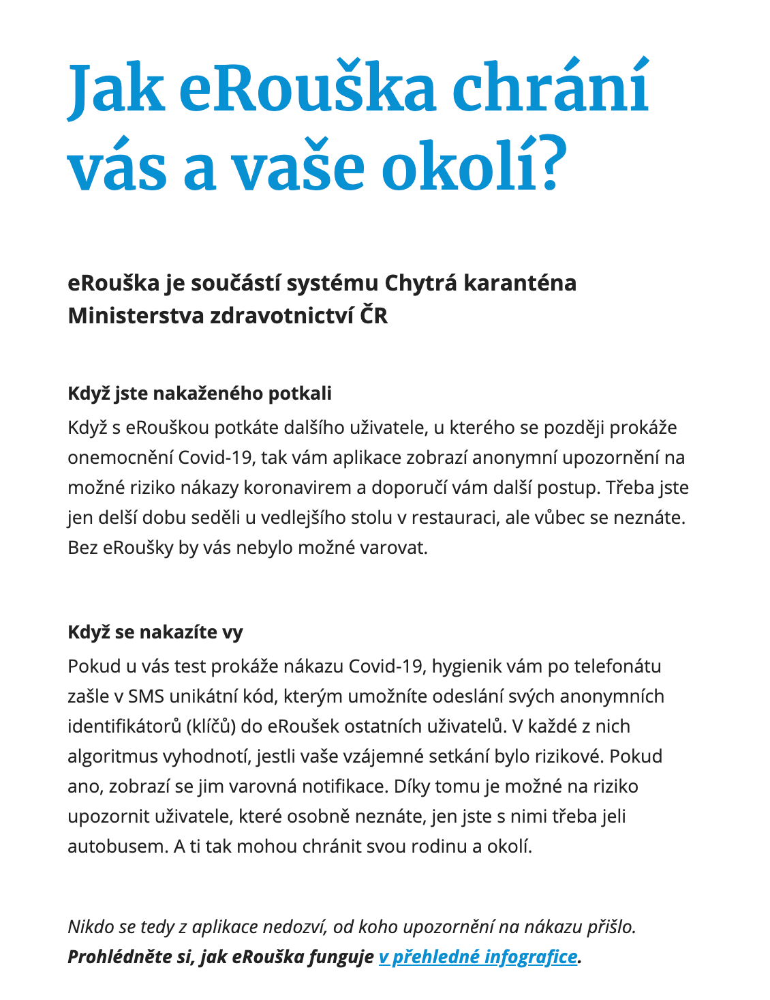 Jak eRouška chrání
vás a vaše okolí?
eRouška je součástí systému Chytrá karanténa
Ministerstva zdravotnictví ČR
Když jste nakaženého potkali
Když s eRouškou potkáte dalšího uživatele, u kterého se později prokáže
onemocnění Covid-19, tak vám aplikace zobrazí anonymní upozornění na
možné riziko nákazy koronavirem a doporučí vám další postup. Třeba jste
jen delší dobu seděli u vedlejšího stolu v restauraci, ale vůbec se neznáte.
Bez eRoušky by vás nebylo možné varovat.
Když se nakazíte vy
Pokud u vás test prokáže nákazu Covid-19, hygienik vám po telefonátu
zašle v SMS unikátní kód, kterým umožníte odeslání svých anonymních
identifikátorů (klíčů) do eRoušek ostatních uživatelů. V každé z nich
algoritmus vyhodnotí, jestli vaše vzájemné setkání bylo rizikové. Pokud
ano, zobrazí se jim varovná notifikace. Díky tomu je možné na riziko
upozornit uživatele, které osobně neznáte, jen jste s nimi třeba jeli
autobusem. A ti tak mohou chránit svou rodinu a okolí.
Nikdo se tedy z aplikace nedozví, od koho upozornění na nákazu přišlo.
Prohlédněte si, jak eRouška funguje v přehledné infografice.